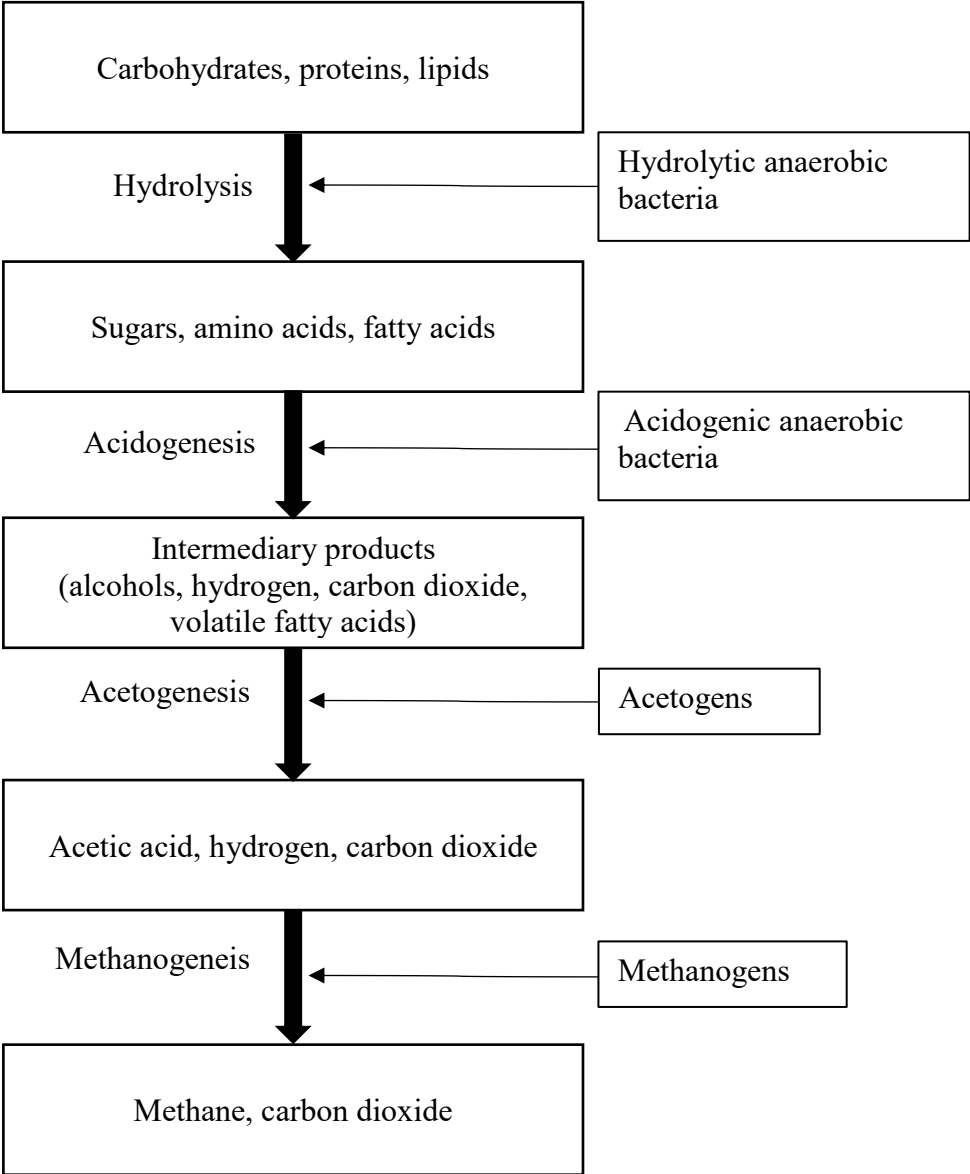 Carbohydrates, proteins, lipids
Hydrolysis
Hydrolytic anaerobic
bacteria
Sugars, amino acids, fatty acids
Acidogenesis
Acidogenic anaerobic
bacteria
Intermediary products
(alcohols, hydrogen, carbon dioxide,
volatile fatty acids)
Acetogenesis
Acetogens
Acetic acid, hydrogen, carbon dioxide
Methanogeneis
Methanogens
Methane, carbon dioxide